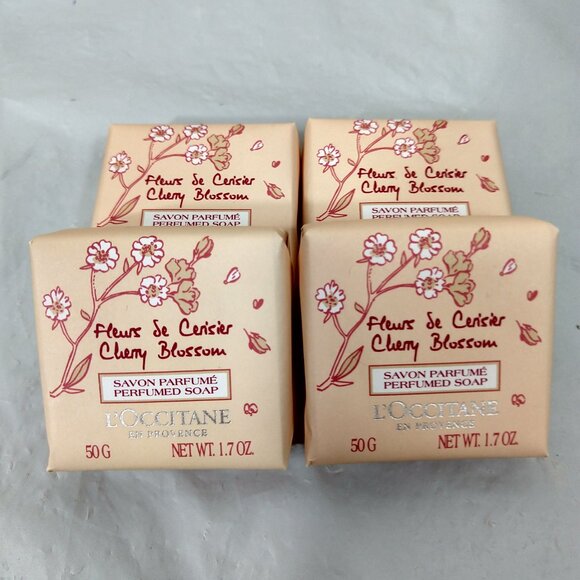 Fleurs de Cerisier
Cherry Blossom
SAVON PARFUMÉ
PERFUMED SOAP
Fleurs de Cerisier
Cherry Blossom
SAVON PARFUMÉ
PERFUMED SOAP
Fleurs de Cerisier
Cherry Blossom
SAVON PARFUMÉ
PERFUMED SOAP
L'OCCITANE
EN PROVENCE
50 G NET WT. 1.7 OZ.
Fleurs de Cerisier
Cherry Blossom
SAVON PARFUMÉ
PERFUMED SOAP
L'OCCITANE
EN PROVENCE
50 G NET WT. 1.7 OZ.